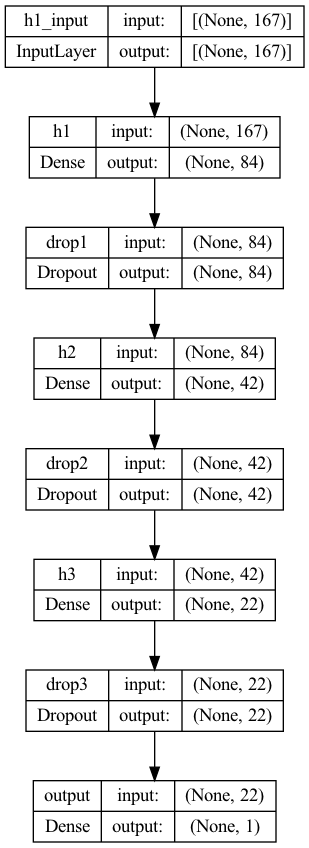 h1_input input: [(None, 167)]
InputLayer output: [(None, 167)]
h1 input: (None, 167)
Dense output: (None, 84)
drop1 input: (None, 84)
Dropout output: (None, 84)
h2 input: (None, 84)
Dense output: (None, 42)
drop2 input: (None, 42)
Dropout output: (None, 42)
h3 input: (None, 42)
Dense output: (None, 22)
drop3 input: (None, 22)
Dropout output: (None, 22)
output input: (None, 22)
Dense output: (None, 1)